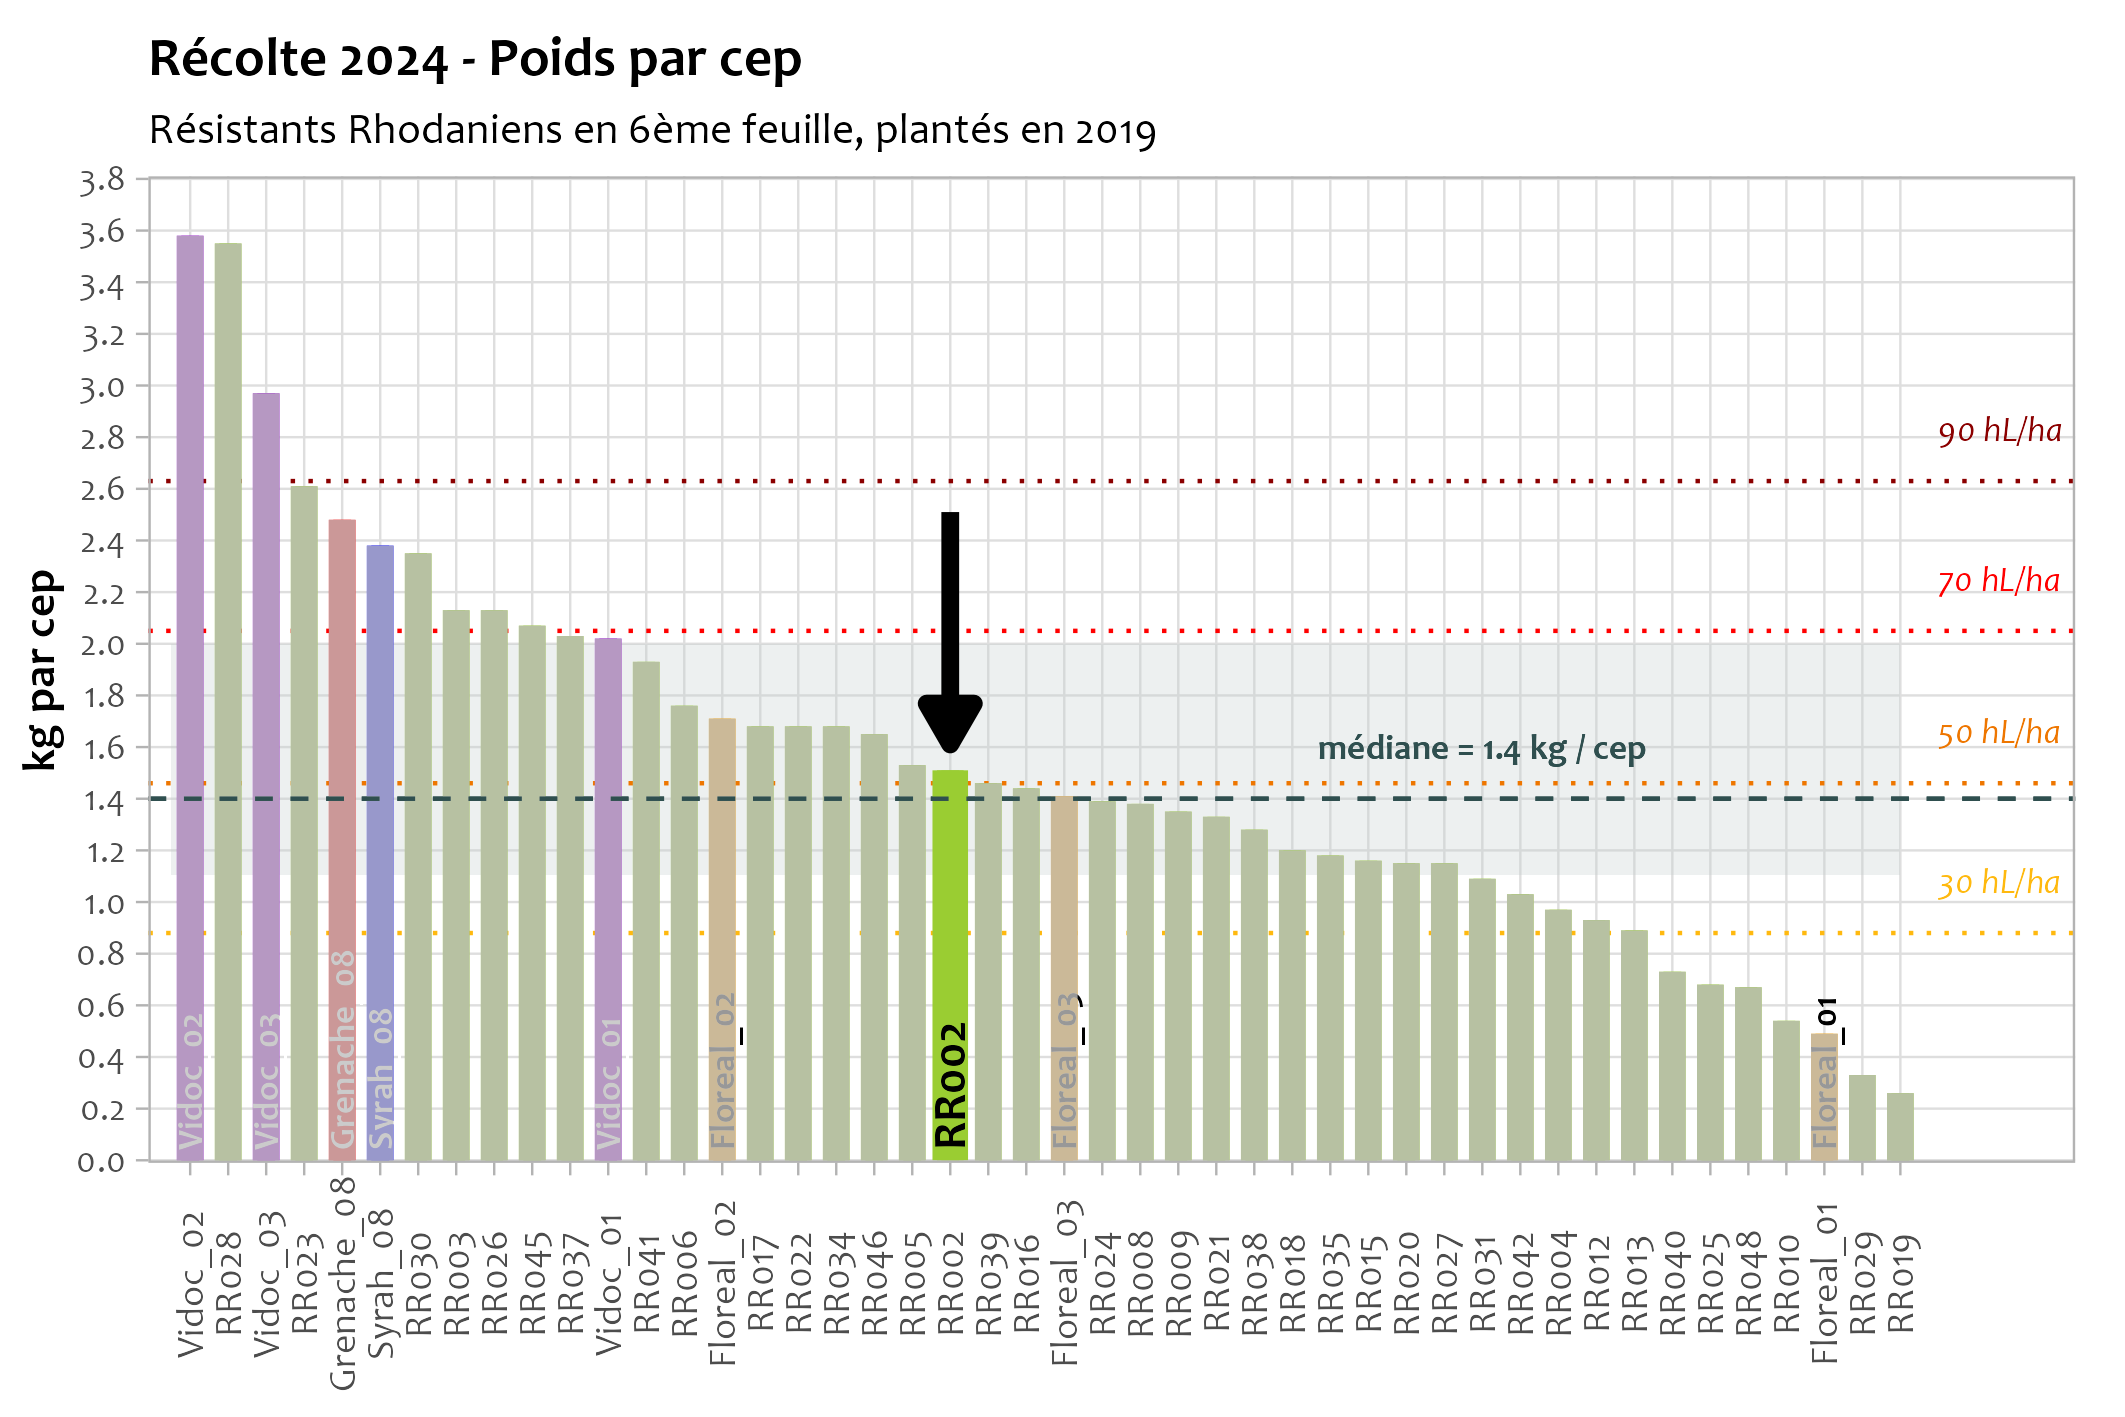 Récolte 2024 - Poids par cep
Résistants Rhodaniens en 6ème feuille, plantés en 2019
kg par cep
3.8
3.6
3.4
3.2
3.0
2.8
2.6
2.4
2.2
2.0
1.8
1.6
1.4
1.2
1.0
0.8
0.6
0.4
0.2
0.0
90 hL/ha
70 hL/ha
50 hL/ha
30 hL/ha
médiane = 1.4 kg / cep
Vidoc_02
Vidoc_03
Grenache_08
Syrah_08
Vidoc_01
Floreal_02
RR002
Floreal_03
Floreal_01
Vidoc_02
RR028
Vidoc_03
RR023
Grenache_08
Syrah_08
RR030
RR003
RR026
RR045
RR037
Vidoc_01
RR041
RR006
Floreal_02
RR017
RR022
RR034
RR046
RR005
RR002
RR039
RR016
Floreal_03
RR024
RR008
RR009
RR021
RR038
RR018
RR035
RR015
RR020
RR027
RR031
RR042
RR004
RR012
RR013
RR040
RR025
RR048
RR010
Floreal_01
RR029
RR019